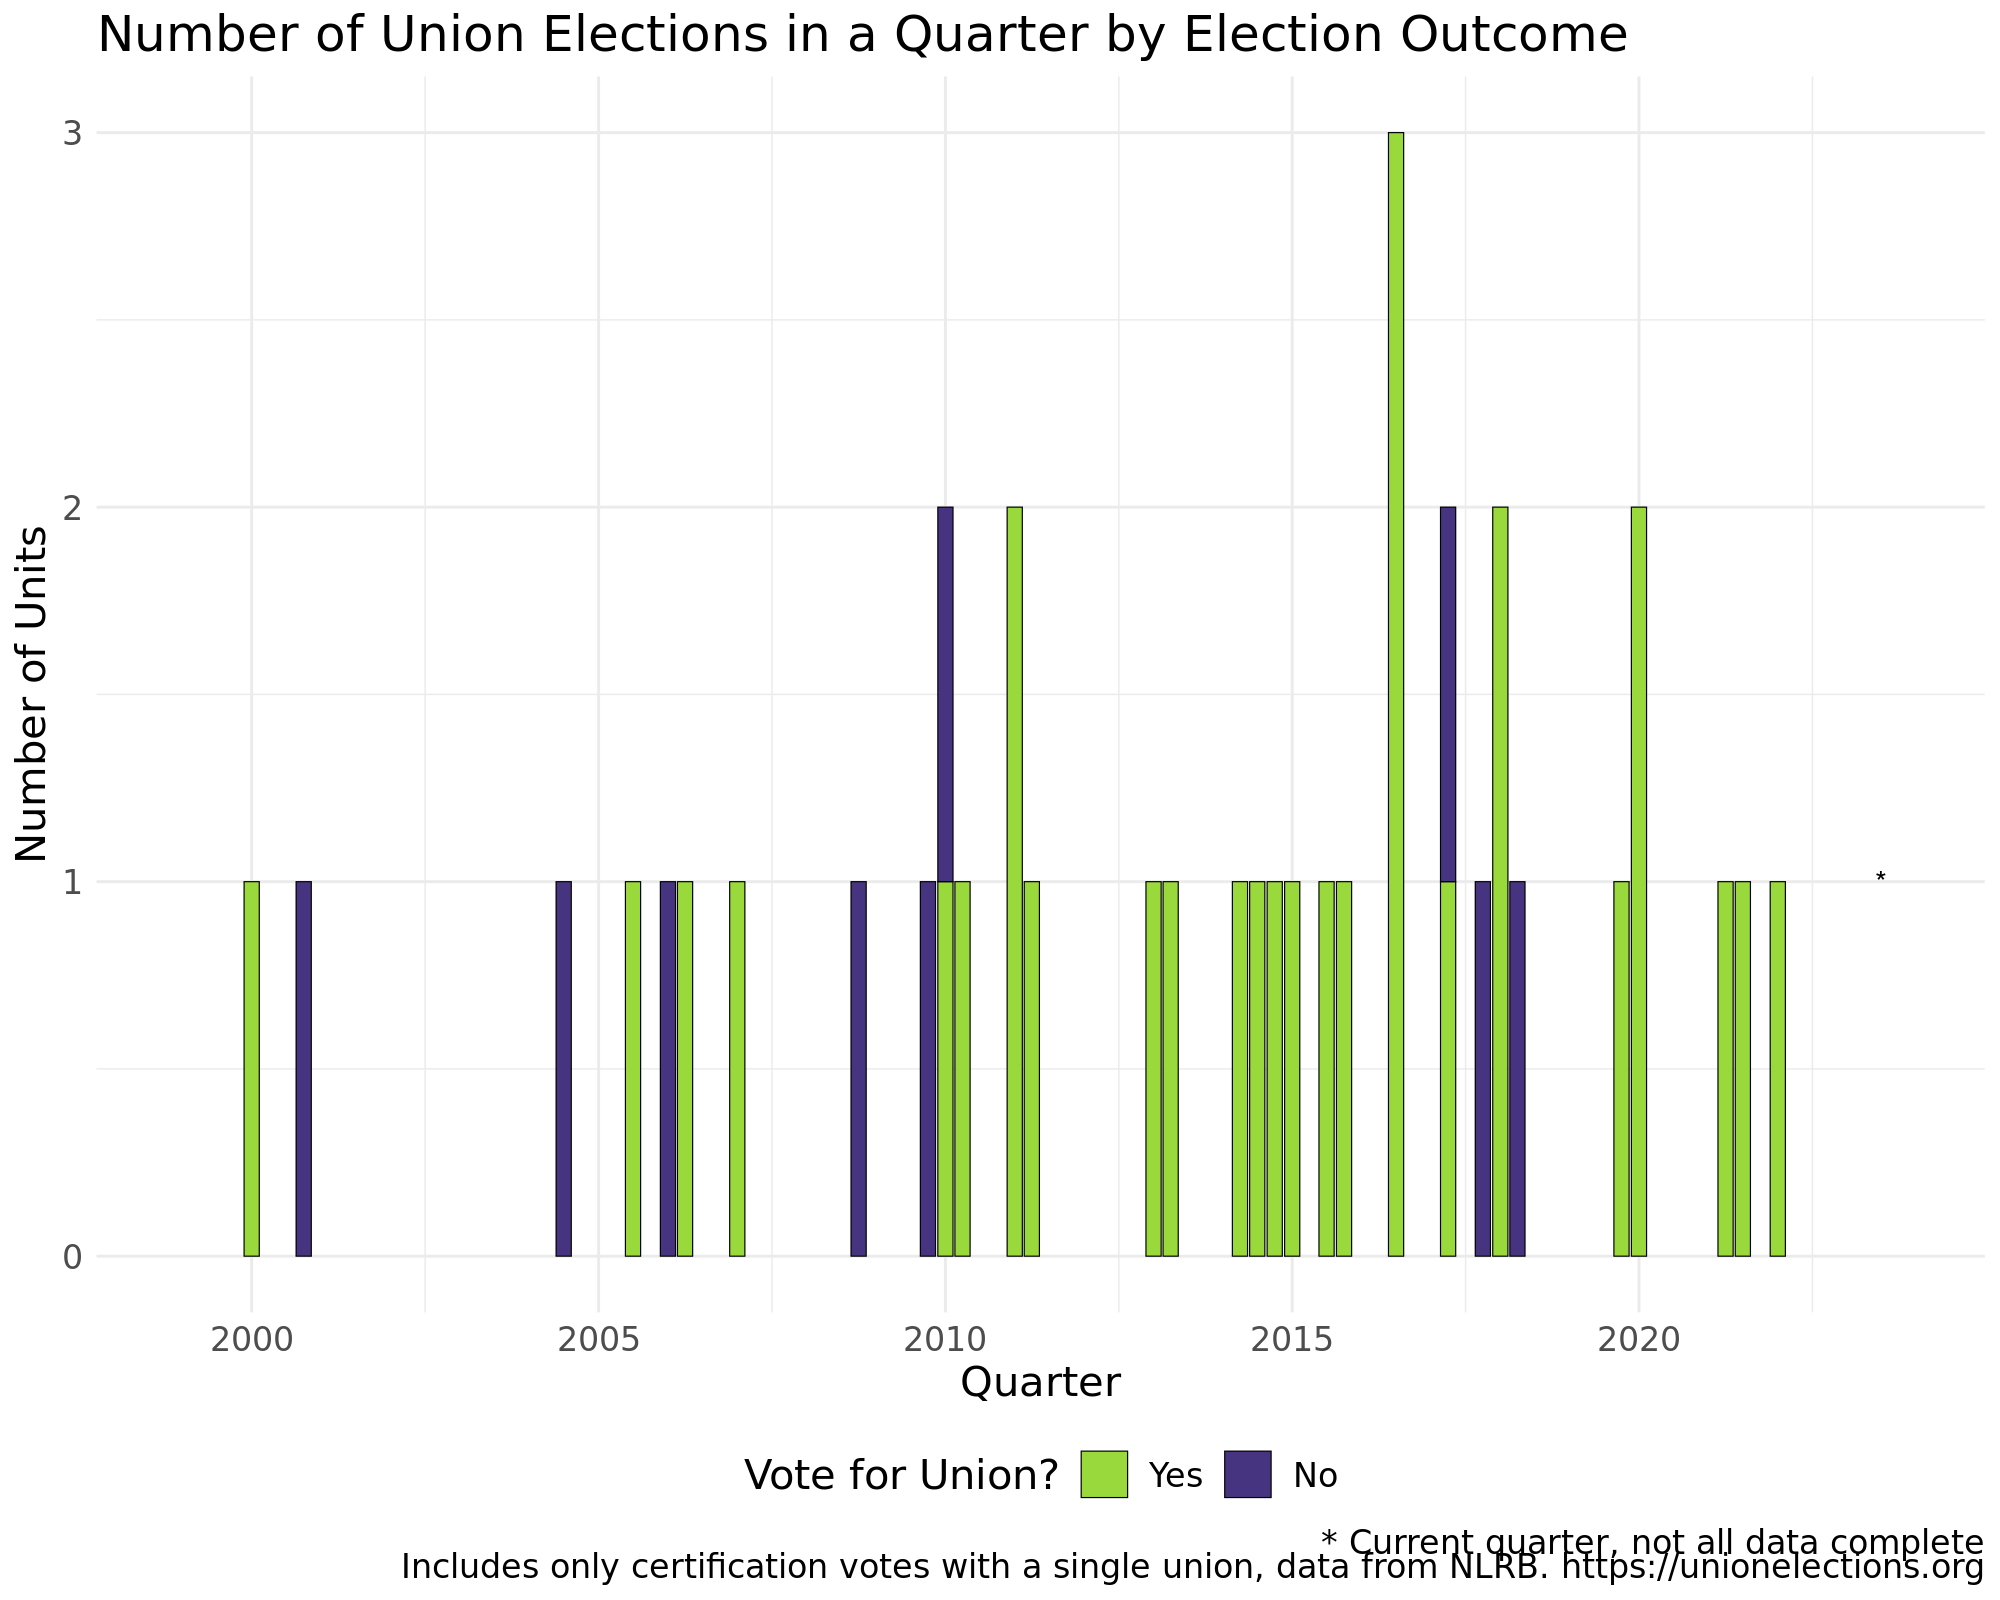 Number of Union Elections in a Quarter by Election Outcome
3
2
1
0
Number of Units
*
2000 2005 2010 2015 2020
Quarter
Vote for Union? Yes No
* Current quarter, not all data complete
Includes only certification votes with a single union, data from NLRB. https://unionelections.org